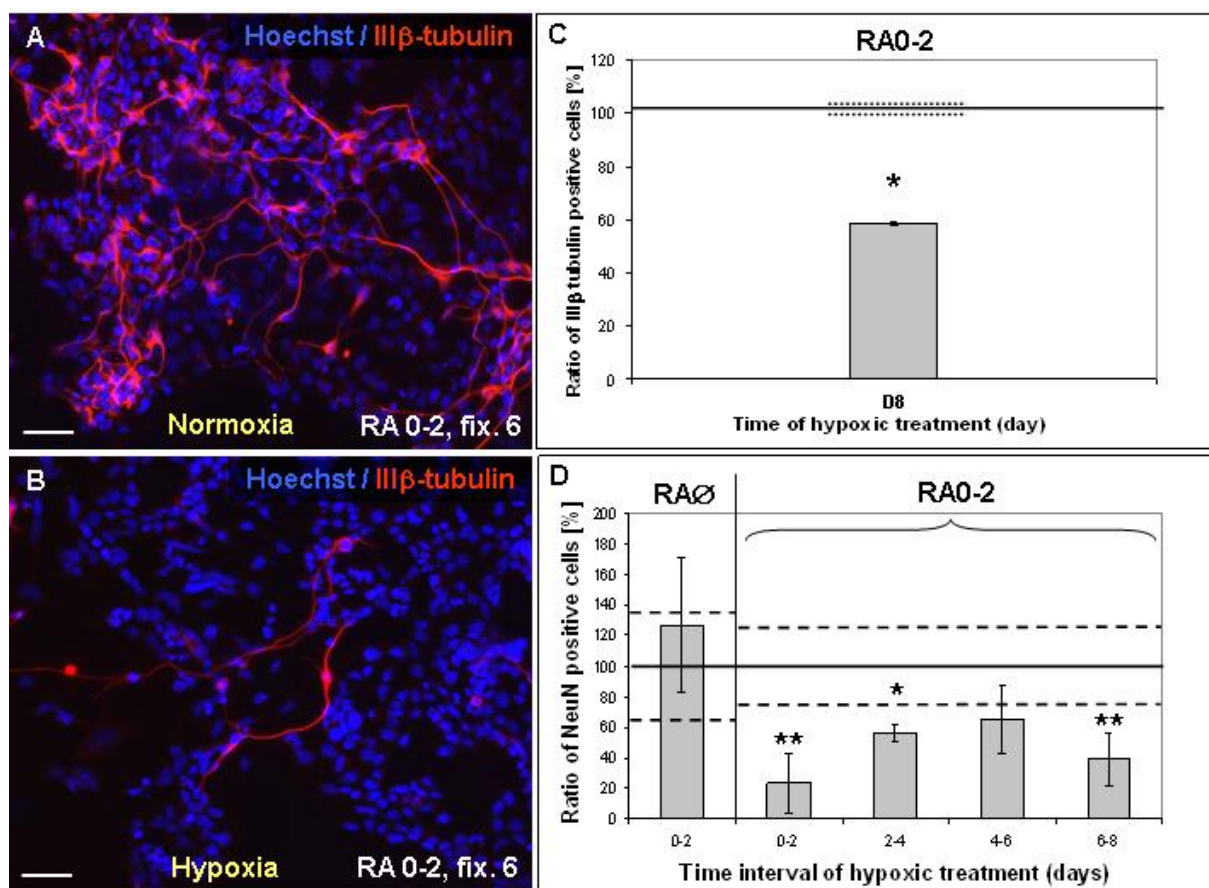 A
Hoechst / IIIβ-tubulin
Normoxia
RA 0-2, fix. 6
B
Hoechst / IIIβ-tubulin
Hypoxia
RA 0-2, fix. 6
C
RA0-2
Ratio of IIIβ tubulin positive cells [%]
120
100
80
60
40
20
0
*
D8
Time of hypoxic treatment (day)
D
RAØ
RA0-2
Ratio of NeuN positive cells [%]
200
180
160
140
120
100
80
60
40
20
0
**
*
**
0-2
0-2
2-4
4-6
6-8
Time interval of hypoxic treatment (days)